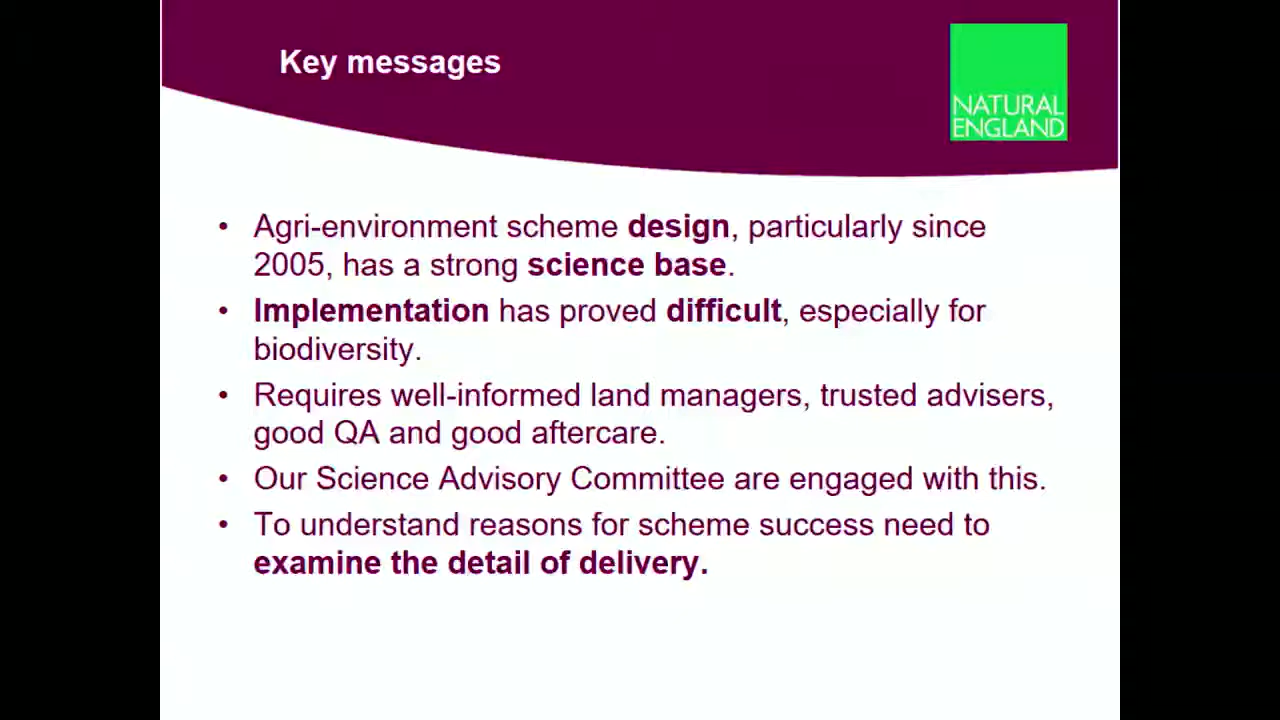 Key messages
NATURAL
ENGLAND
• Agri-environment scheme design, particularly since
2005, has a strong science base.
• Implementation has proved difficult, especially for
biodiversity.
• Requires well-informed land managers, trusted advisers,
good QA and good aftercare.
• Our Science Advisory Committee are engaged with this.
• To understand reasons for scheme success need to
examine the detail of delivery.